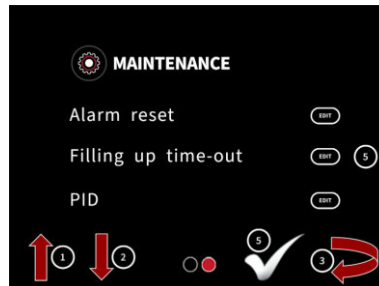 MAINTENANCE
Alarm reset EDIT
Filling up time-out EDIT 5
PID EDIT
1 2 5 3